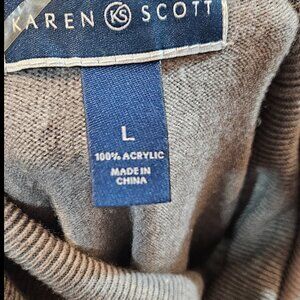 KAREN KS SCOTT
L
100% ACRYLIC
MADE IN
CHINA